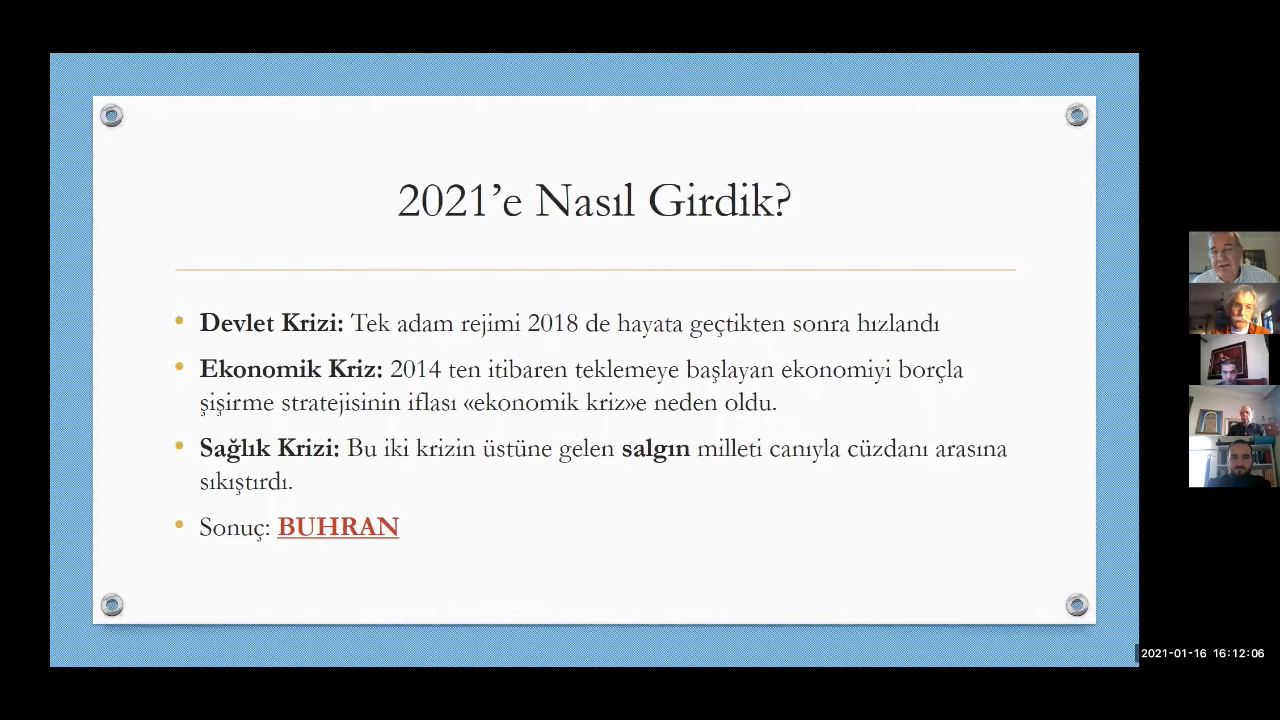 2021’e Nasıl Girdik?
• Devlet Krizi: Tek adam rejimi 2018 de hayata geçtikten sonra hızlandı
• Ekonomik Kriz: 2014 ten itibaren teklemeye başlayan ekonomiyi borçla
şişirme stratejisinin iflası «ekonomik kriz»e neden oldu.
• Sağlık Krizi: Bu iki krizin üstüne gelen salgın milleti canıyla cüzdanı arasına
sıkıştırdı.
• Sonuç: BUHRAN
2021-01-16 16:12:06